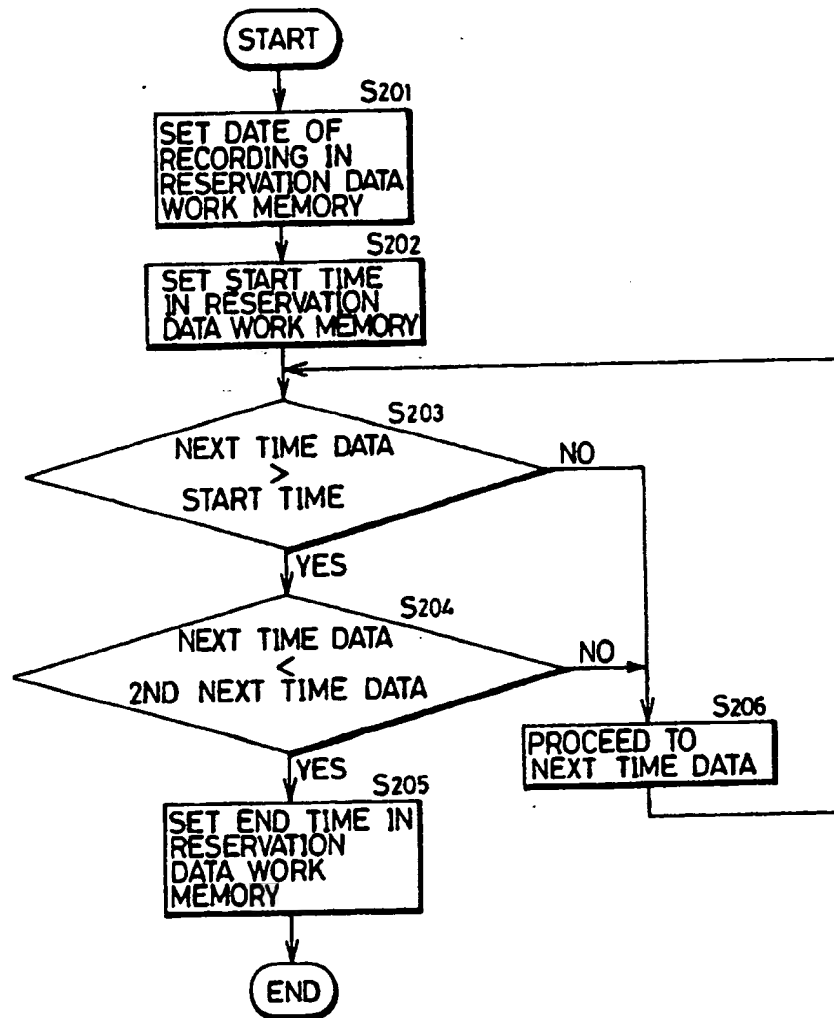 START
S201
SET DATE OF
RECORDING IN
RESERVATION DATA
WORK MEMORY
S202
SET START TIME
IN RESERVATION
DATA WORK MEMORY
S203
NEXT TIME DATA
>
START TIME
NO
YES
S204
NEXT TIME DATA
<
2ND NEXT TIME DATA
NO
YES
S206
PROCEED TO
NEXT TIME DATA
S205
SET END TIME IN
RESERVATION
DATA WORK
MEMORY
END